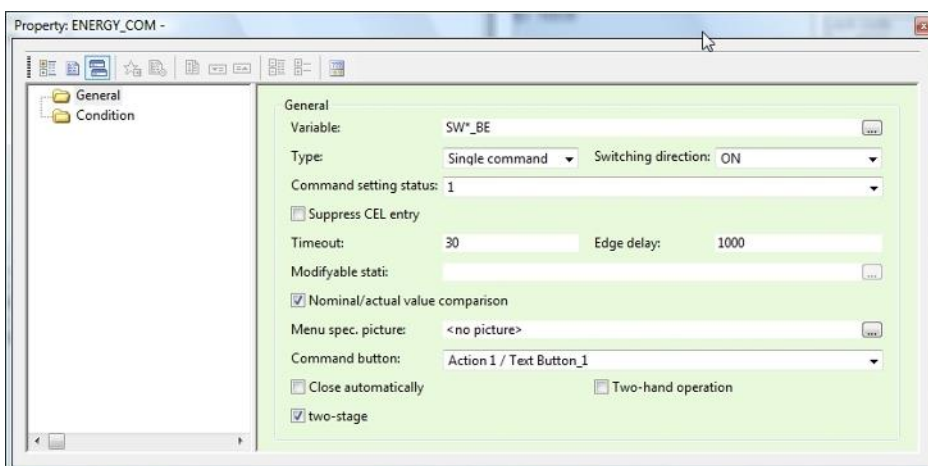 Property: ENERGY_COM -
General
Condition
General
Variable: SW*_BE ...
Type: Single command Switching direction: ON
Command setting status: 1
Suppress CEL entry
Timeout: 30 Edge delay: 1000
Modifyable stati: ...
Nominal/actual value comparison
Menu spec. picture: <no picture> ...
Command button: Action 1 / Text Button_1
Close automatically Two-hand operation
two-stage